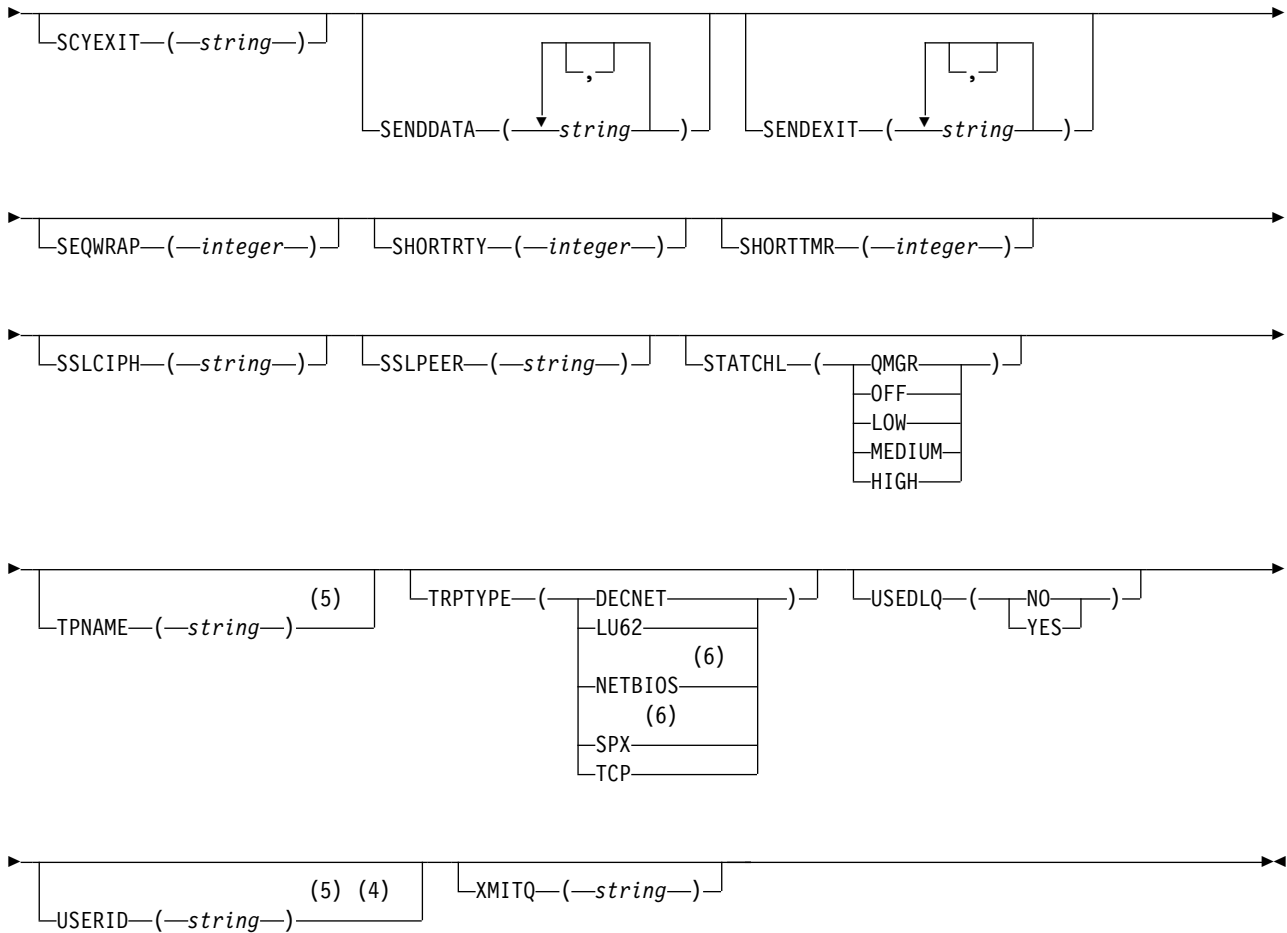 SCYEXIT ( string )
, ,
SENDDATA ( string ) SENDEXIT ( string )
SEQWRAP ( integer ) SHORTRTY ( integer ) SHORTTMR ( integer )
SSLCIPH ( string ) SSLPEER ( string ) STATCHL ( QMGR )
OFF
LOW
MEDIUM
HIGH
(5) TRPTYPE ( DECNET ) USEDLQ ( NO )
TPNAME ( string ) LU62 YES
(6)
NETBIOS
(6)
SPX
TCP
(5) (4) XMITQ ( string )
USERID ( string )